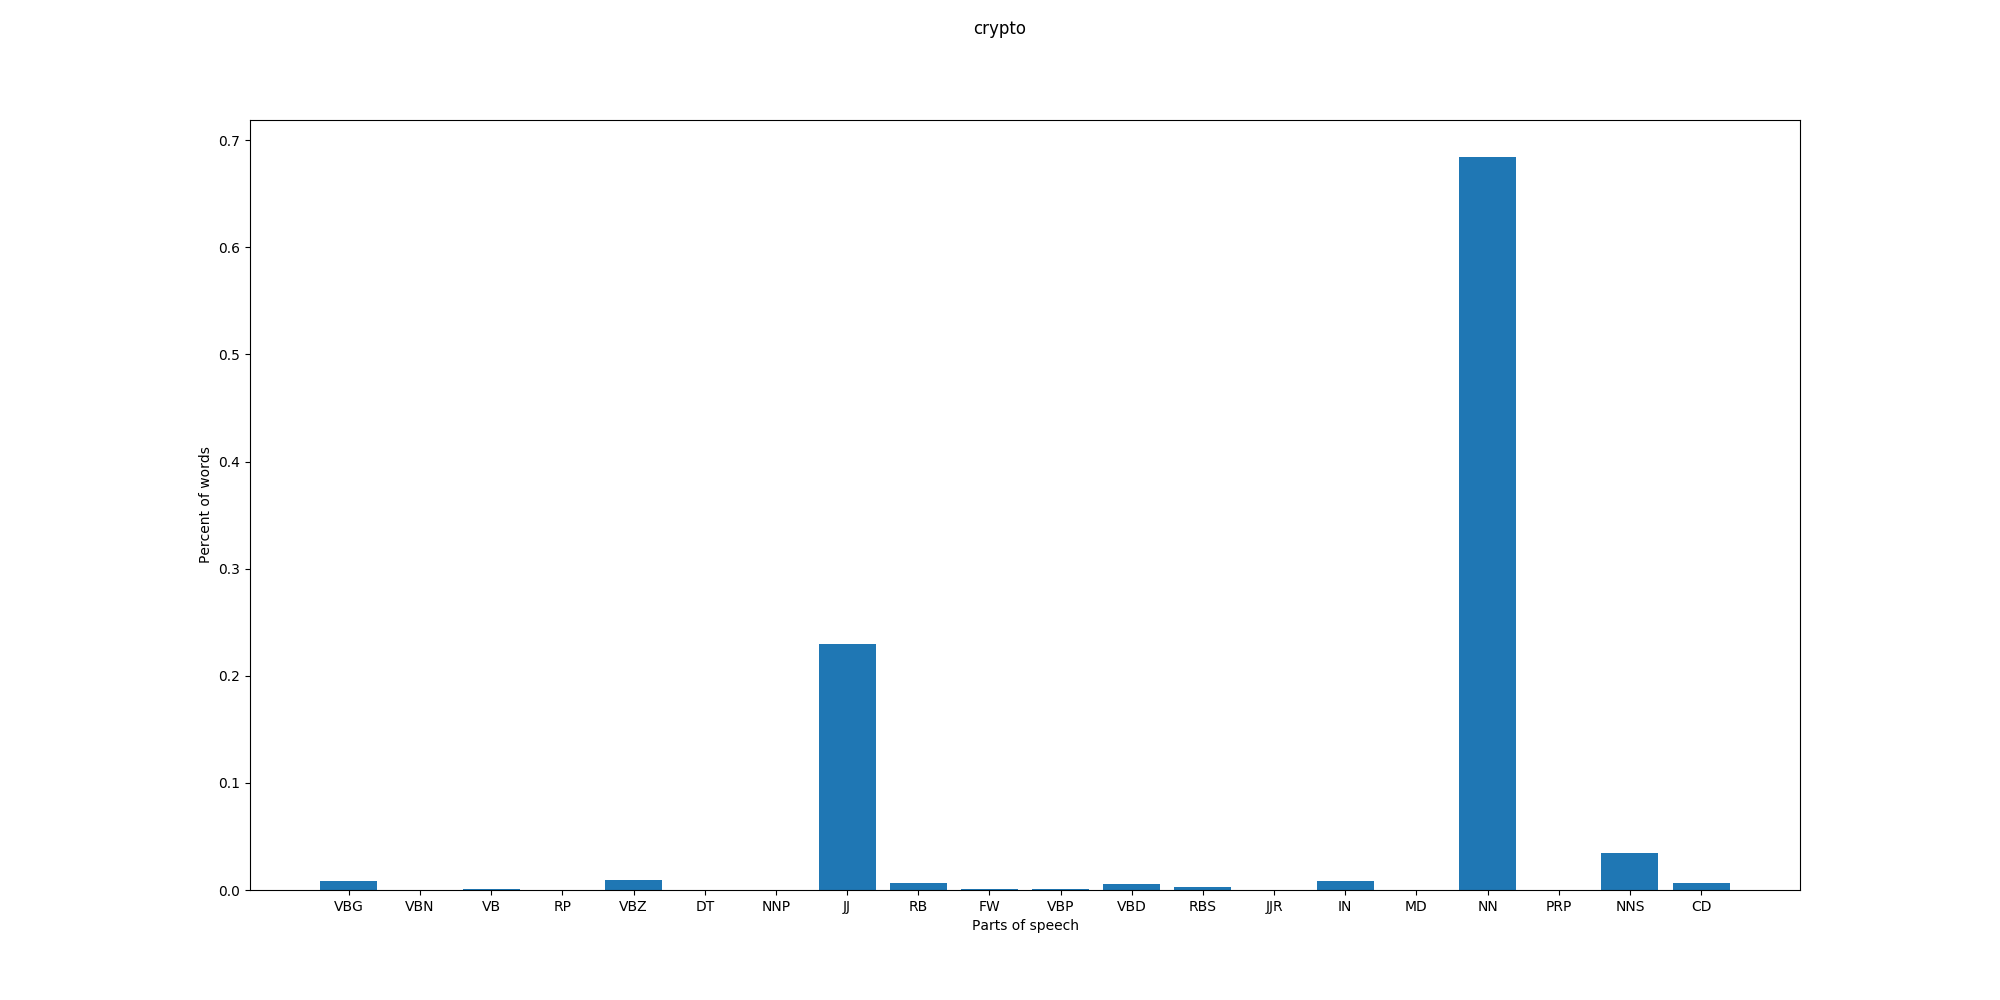 crypto
0.7
0.6
0.5
0.4
0.3
0.2
0.1
0.0
Percent of words
VBG VBN VB RP VBZ DT NNP JJ RB FW VBP VBD RBS JJR IN MD NN PRP NNS CD
Parts of speech